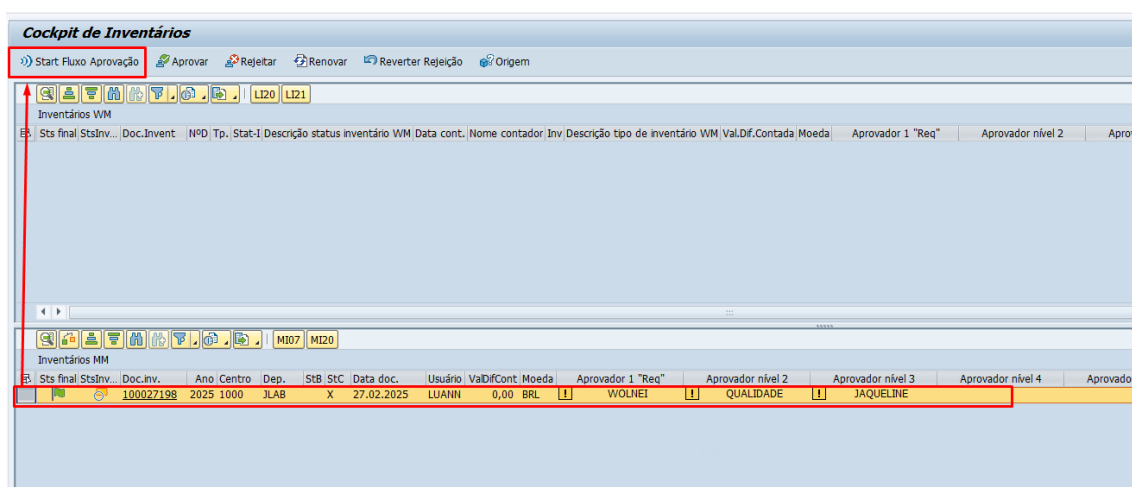 Cockpit de Inventários
Start Fluxo Aprovação Aprovar Rejeitar Renovar Reverter Rejeição Origem
LI20 LI21
Inventários WM
Sts final StsInv... Doc.Invent NºD Tp. Stat-I Descrição status inventário WM Data cont. Nome contador Inv Descrição tipo de inventário WM Val.Dif.Contada Moeda Aprovador 1 "Req" Aprovador nível 2 Apro
MI07 MI20
Inventários MM
Sts final StsInv... Doc.inv. Ano Centro Dep. StB StC Data doc. Usuário ValDifCont Moeda Aprovador 1 "Req" Aprovador nível 2 Aprovador nível 3 Aprovador nível 4 Aprovado
100027198 2025 1000 JLAB X 27.02.2025 LUANN 0,00 BRL ! WOLNEI ! QUALIDADE ! JAQUELINE